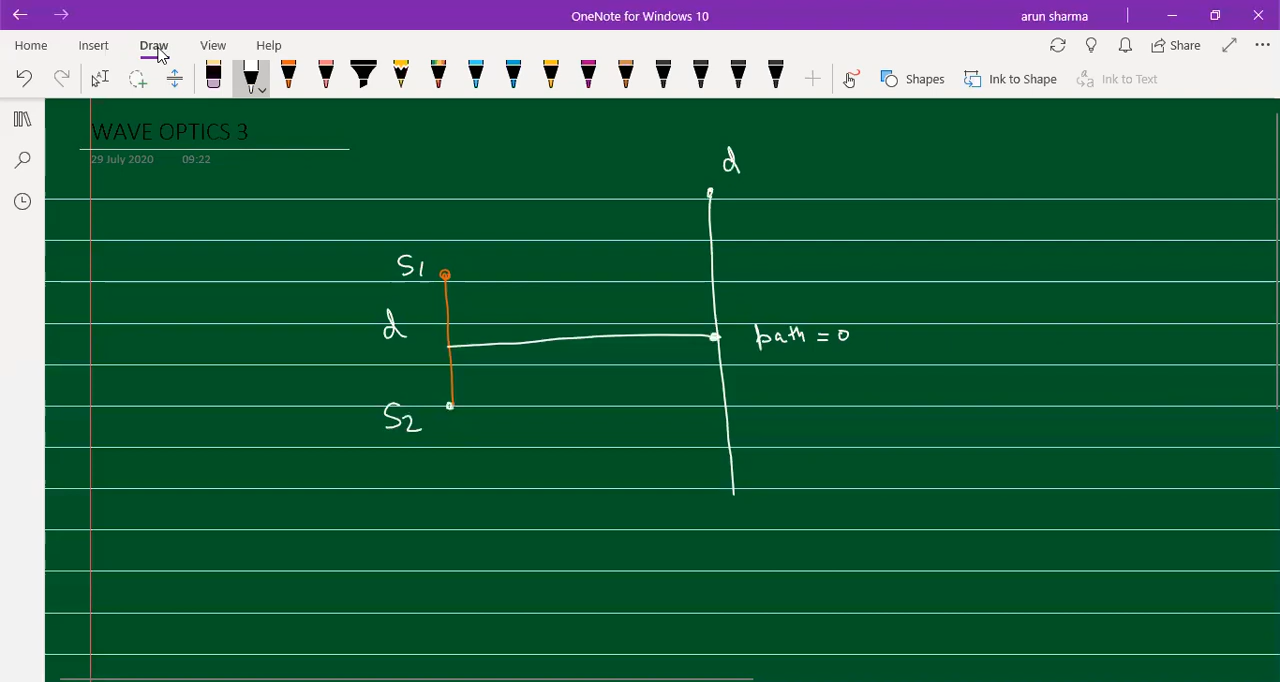 OneNote for Windows 10
arun sharma
Home Insert Draw View Help
Share
Shapes Ink to Shape Ink to Text
WAVE OPTICS 3
29 July 2020 09:22
d
S1
d
path = 0
S2